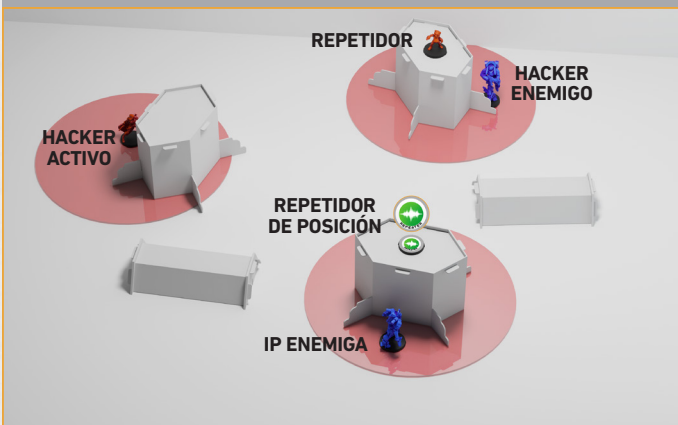 REPETIDOR
HACKER
ENEMIGO
HACKER
ACTIVO
REPETIDOR
DE POSICIÓN
IP ENEMIGA